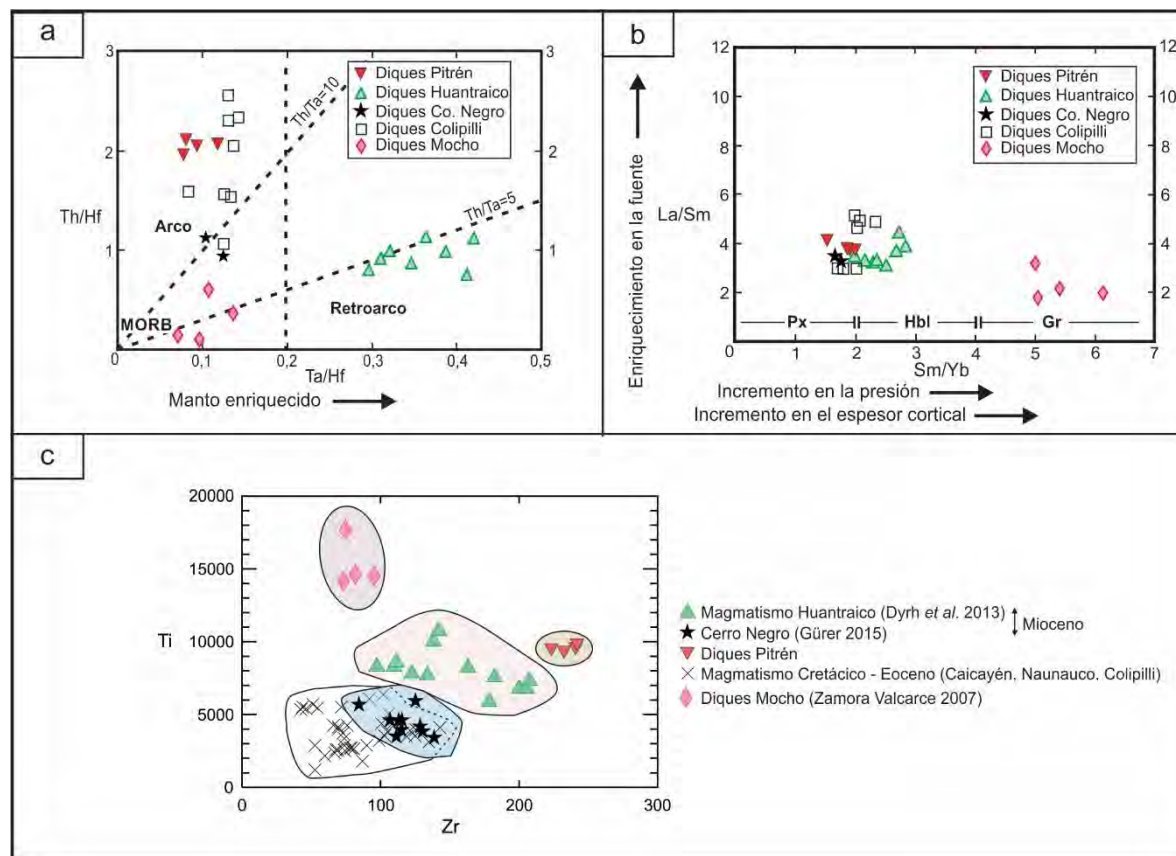 a
3
2
1
Th/Hf
Diques Pitrén
Diques Huantraico
Diques Co. Negro
Diques Colipilli
Diques Mocho
Th/Ta=10
Th/Ta=5
Arco
MORB
Retroarco
3
2
1
0 0,1 0,2 0,3 0,4 0,5
Ta/Hf
Manto enriquecido
b
Enriquecimiento en la fuente
12
10
8
6
4
2
La/Sm
Diques Pitrén
Diques Huantraico
Diques Co. Negro
Diques Colipilli
Diques Mocho
12
10
8
6
4
2
Px II Hbl II Gr
0 1 2 3 4 5 6 7
Sm/Yb
Incremento en la presión
Incremento en el espesor cortical
c
20000
15000
Ti
10000
5000
0
0 100 200 300
Zr
Magmatismo Huantraico (Dyrh et al. 2013)
Cerro Negro (Gürer 2015)
Mioceno
Diques Pitrén
Magmatismo Cretácico - Eoceno (Caicayén, Naunauco. Colipilli)
Diques Mocho (Zamora Valcarce 2007)